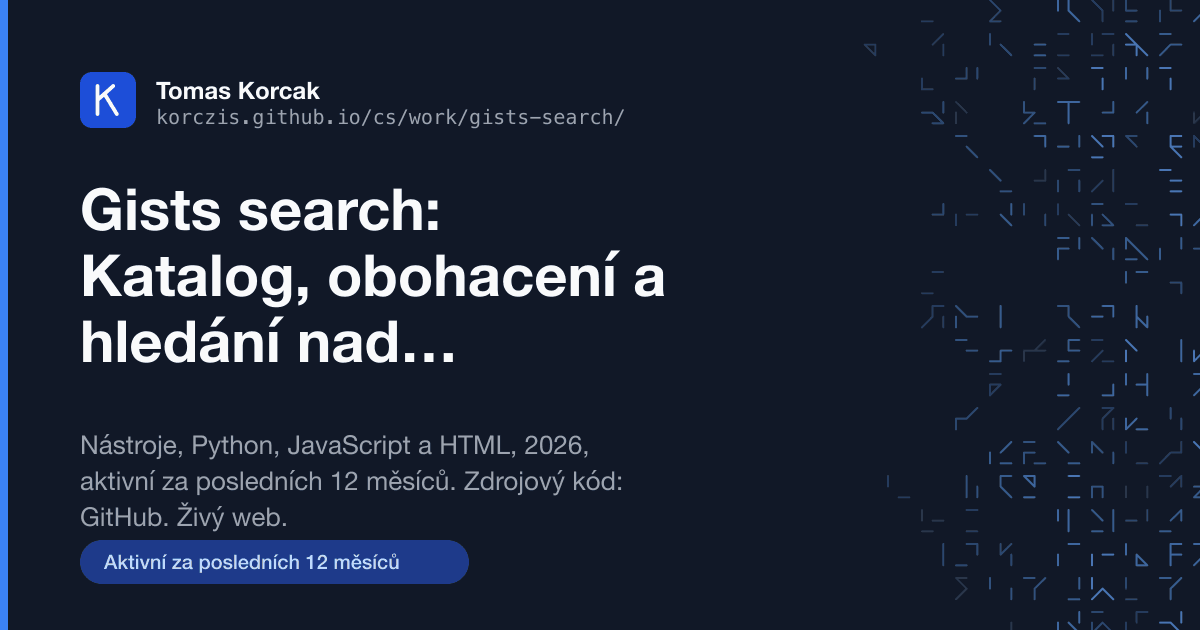 K
Tomas Korcak
korczis.github.io/cs/work/gists-search/
Gists search:
Katalog, obohacení a
hledání nad…
Nástroje, Python, JavaScript a HTML, 2026,
aktivní za posledních 12 měsíců. Zdrojový kód:
GitHub. Živý web.
Aktivní za posledních 12 měsíců